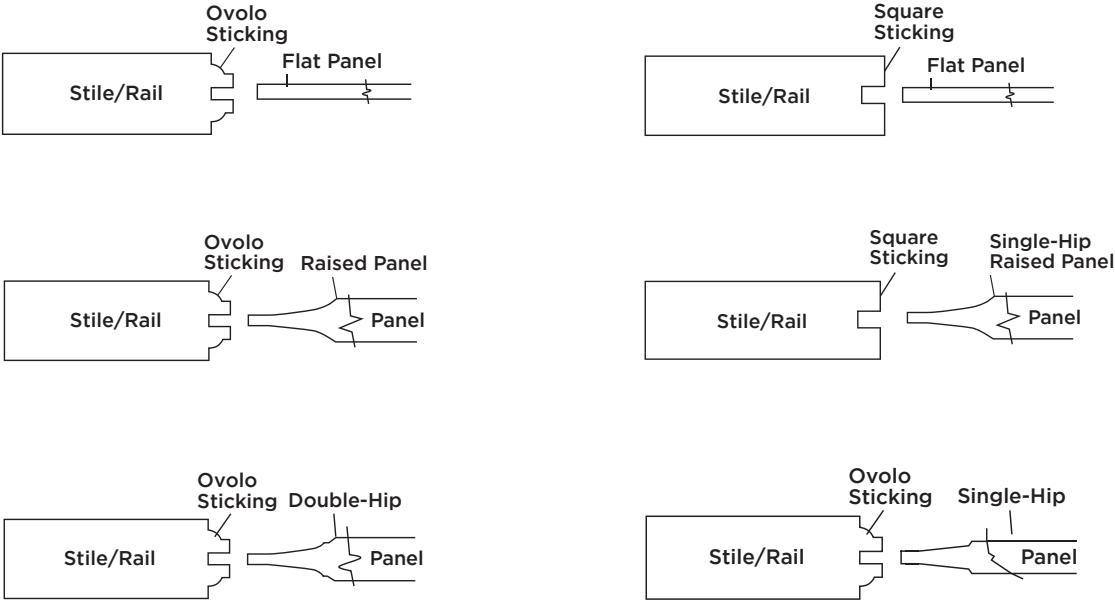 Ovolo
Sticking
Flat Panel
Stile/Rail
Square
Sticking
Flat Panel
Stile/Rail
Ovolo
Sticking
Raised Panel
Stile/Rail
Panel
Square
Sticking
Single-Hip
Raised Panel
Stile/Rail
Panel
Ovolo
Sticking
Double-Hip
Stile/Rail
Panel
Ovolo
Sticking
Single-Hip
Stile/Rail
Panel